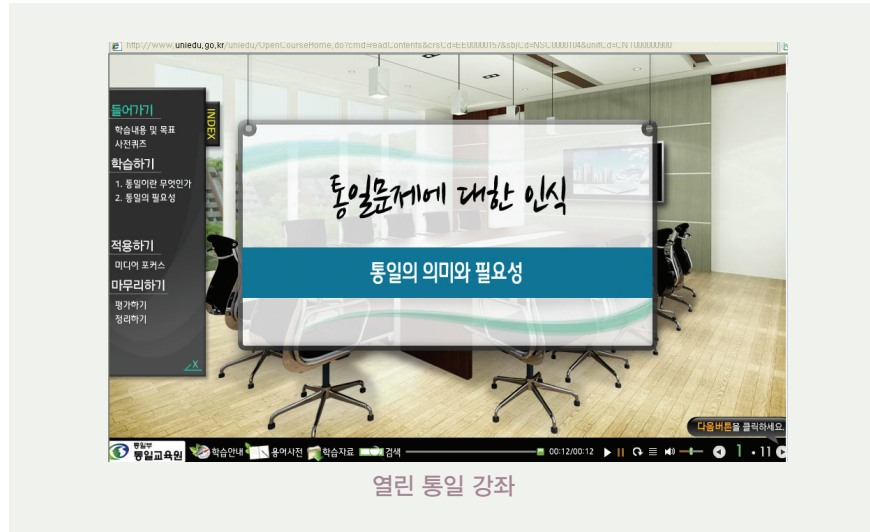 http://www.uniedu.go.kr/uniedu/OpenCourseHome.do?cmd=readContents&crsCd=EE00000157&sbjCd=NSC0000104&unifCd=CNT000000900
들어가기
학습내용 및 목표
사전퀴즈
학습하기
1. 통일이란 무엇인가
2. 통일의 필요성
적용하기
미디어 포커스
마무리하기
평가하기
정리하기
X
INDEX
통일문제에 대한 인식
통일의 의미와 필요성
다음버튼을 클릭하세요.
통일부
통일교육원
학습안내
용어사전
학습자료
검색
00:12/00:12
1 • 11
열린 통일 강좌